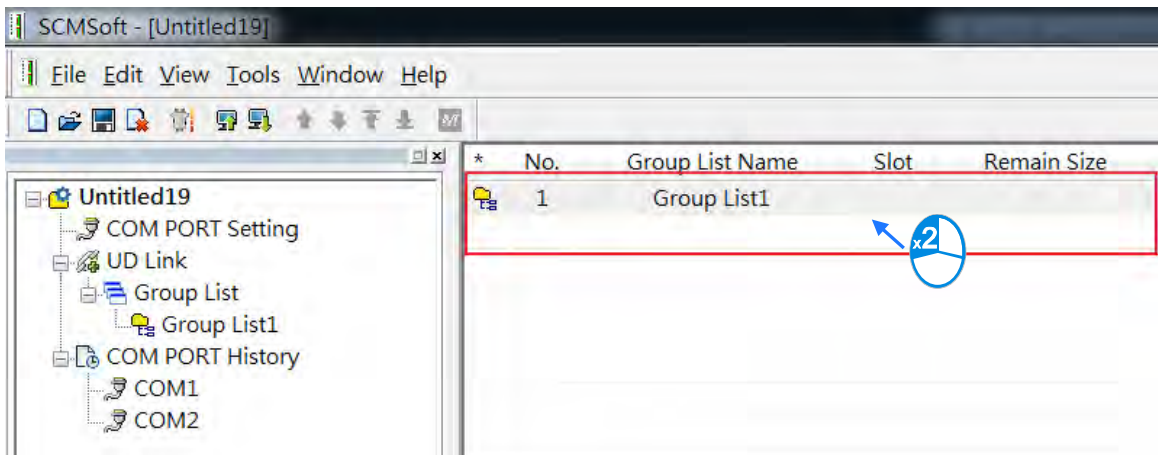 SCMSoft - [Untitled19]
File Edit View Tools Window Help
M
* No. Group List Name Slot Remain Size
1 Group List1
x2
Untitled19
COM PORT Setting
UD Link
Group List
Group List1
COM PORT History
COM1
COM2